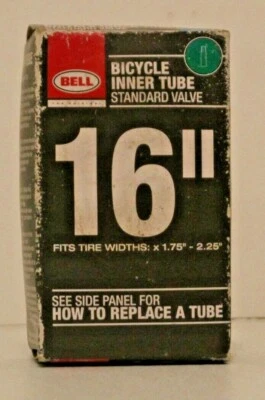 BELL
BICYCLE
INNER TUBE
STANDARD VALVE
16"
FITS TIRE WIDTHS: x 1.75" - 2.25"
SEE SIDE PANEL FOR
HOW TO REPLACE A TUBE